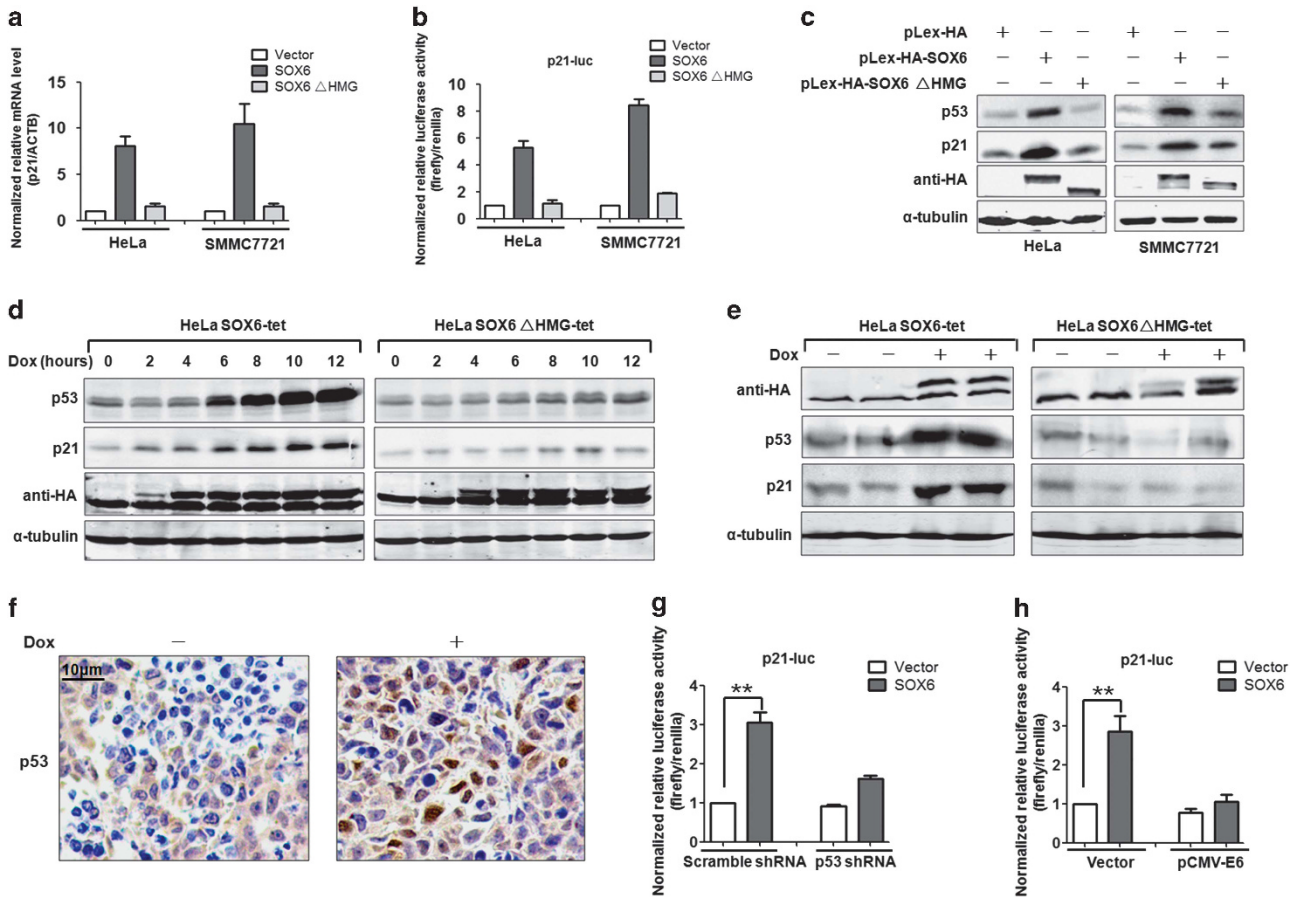 a
Normalized relative mRNA level
(p21/ACTB)
15
10
5
0
Vector
SOX6
SOX6 △HMG
HeLa
SMMC7721
b
p21-luc
Normalized relative luciferase activity
(firefly/renilla)
10
8
6
4
2
0
Vector
SOX6
SOX6 △HMG
HeLa
SMMC7721
c
pLex-HA + — — + — —
pLex-HA-SOX6 — + — — + —
pLex-HA-SOX6 △HMG — — + — — +
p53
p21
anti-HA
α-tubulin
HeLa
SMMC7721
d
HeLa SOX6-tet
HeLa SOX6 △HMG-tet
Dox (hours) 0 2 4 6 8 10 12 0 2 4 6 8 10 12
p53
p21
anti-HA
α-tubulin
e
HeLa SOX6-tet
HeLa SOX6△HMG-tet
Dox — — + + — — + +
anti-HA
p53
p21
α-tubulin
f
Dox — +
10μm
p53
g
p21-luc
Normalized relative luciferase activity
(firefly/renilla)
4
3
2
1
0
**
Vector
SOX6
Scramble shRNA
p53 shRNA
h
p21-luc
Normalized relative luciferase activity
(firefly/renilla)
4
3
2
1
0
**
Vector
SOX6
Vector
pCMV-E6